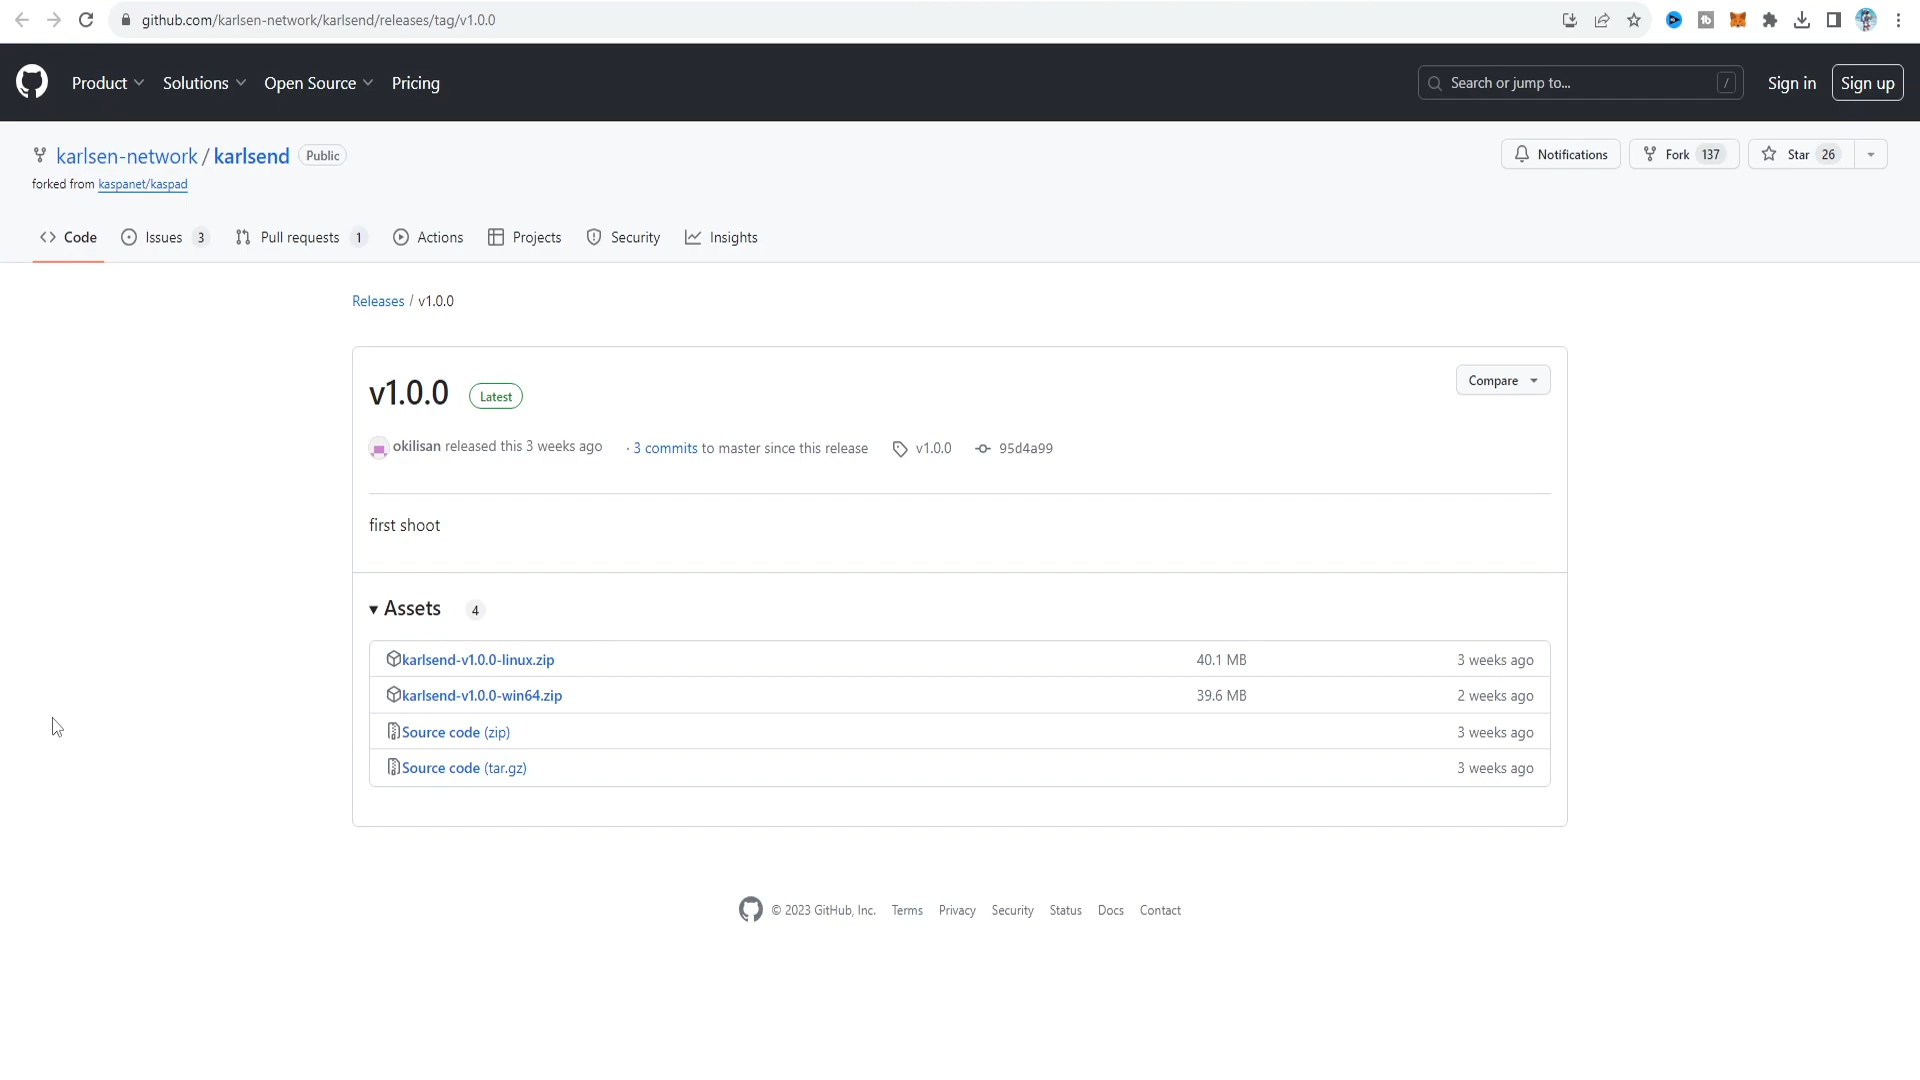 github.com/karlsen-network/karlsend/releases/tag/v1.0.0
Product Solutions Open Source Pricing Search or jump to... / Sign in Sign up
karlsen-network / karlsend Public Notifications Fork 137 Star 26
forked from kaspanet/kaspad
Code Issues 3 Pull requests 1 Actions Projects Security Insights
Releases / v1.0.0
v1.0.0 Latest Compare
okilisan released this 3 weeks ago · 3 commits to master since this release v1.0.0 95d4a99
first shoot
Assets 4
karlsend-v1.0.0-linux.zip 40.1 MB 3 weeks ago
karlsend-v1.0.0-win64.zip 39.6 MB 2 weeks ago
Source code (zip) 3 weeks ago
Source code (tar.gz) 3 weeks ago
© 2023 GitHub, Inc. Terms Privacy Security Status Docs Contact